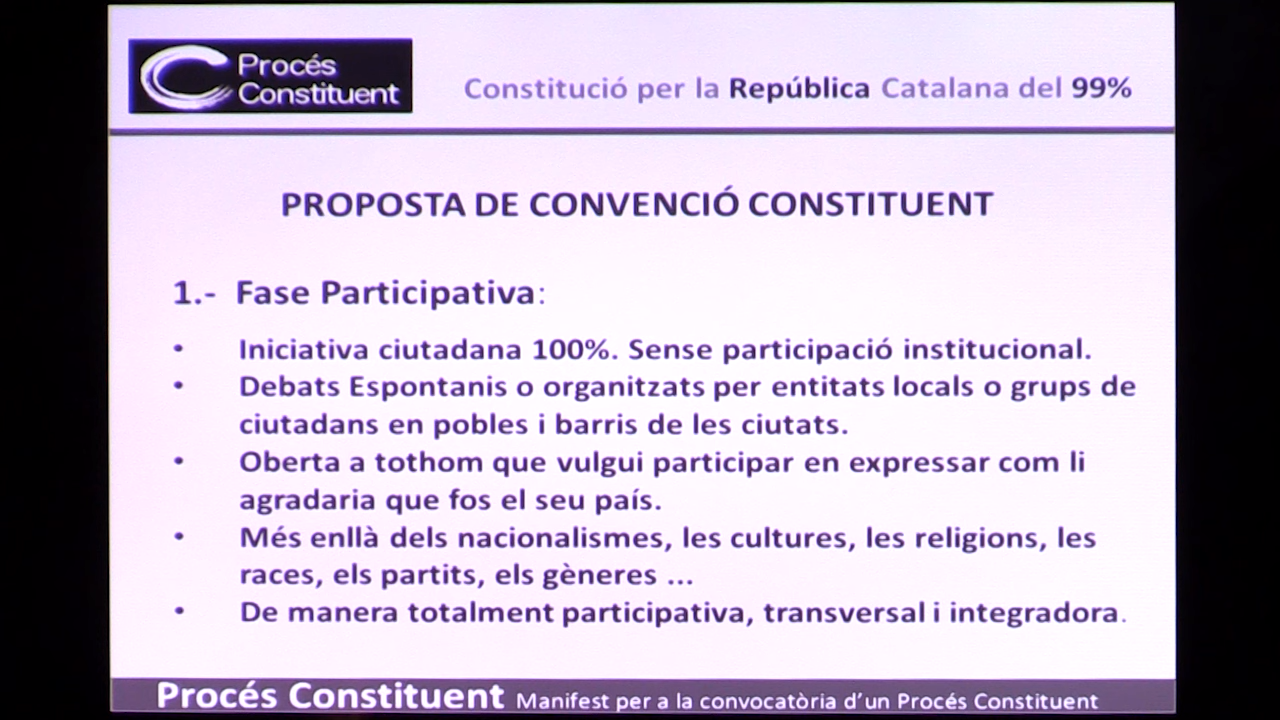 Procés
Constituent
Constitució per la República Catalana del 99%
PROPOSTA DE CONVENCIÓ CONSTITUENT
1.- Fase Participativa:
• Iniciativa ciutadana 100%. Sense participació institucional.
• Debats Espontanis o organitzats per entitats locals o grups de
ciutadans en pobles i barris de les ciutats.
• Oberta a tothom que vulgui participar en expressar com li
agradaria que fos el seu país.
• Més enllà dels nacionalismes, les cultures, les religions, les
races, els partits, els gèneres ...
• De manera totalment participativa, transversal i integradora.
Procés Constituent Manifest per a la convocatòria d'un Procés Constituent